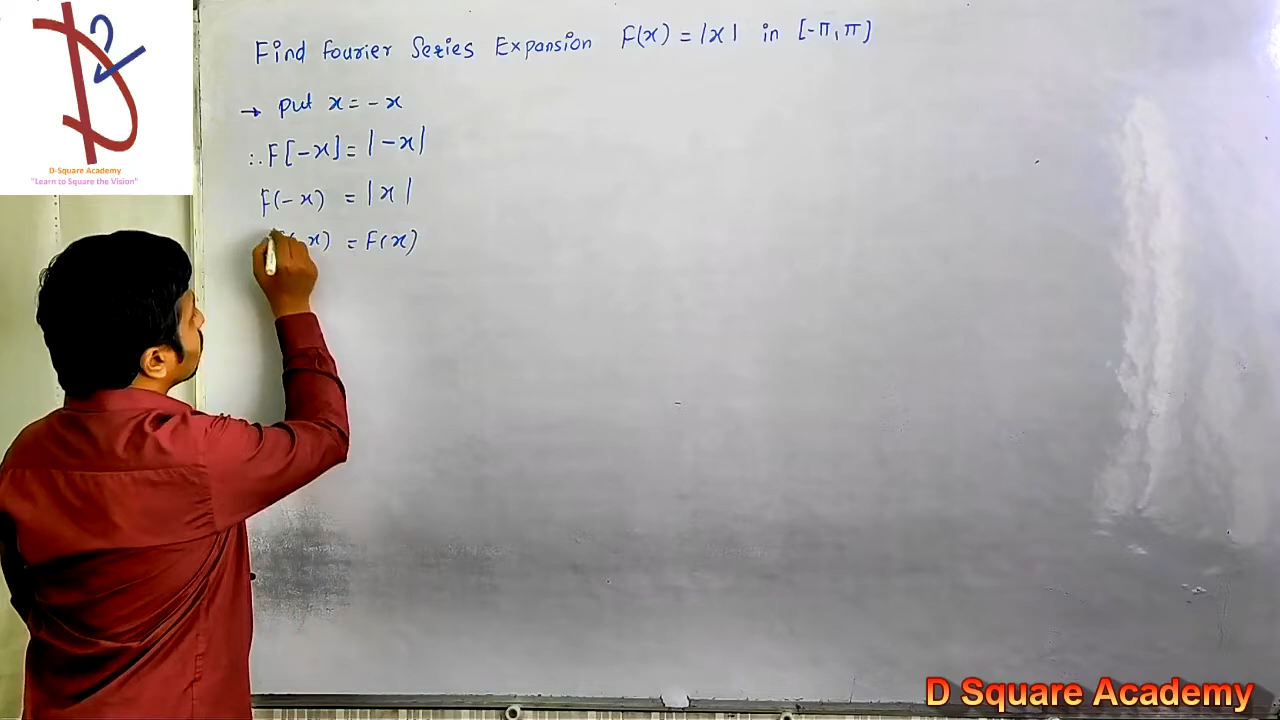 Find Fourier Series Expansion F(x) = |x| in [-π, π]
→ put x = -x
∴ F[-x] = |-x|
F(-x) = |x|
x) = F(x)
D-Square Academy
"Learn to Square the Vision"
D Square Academy